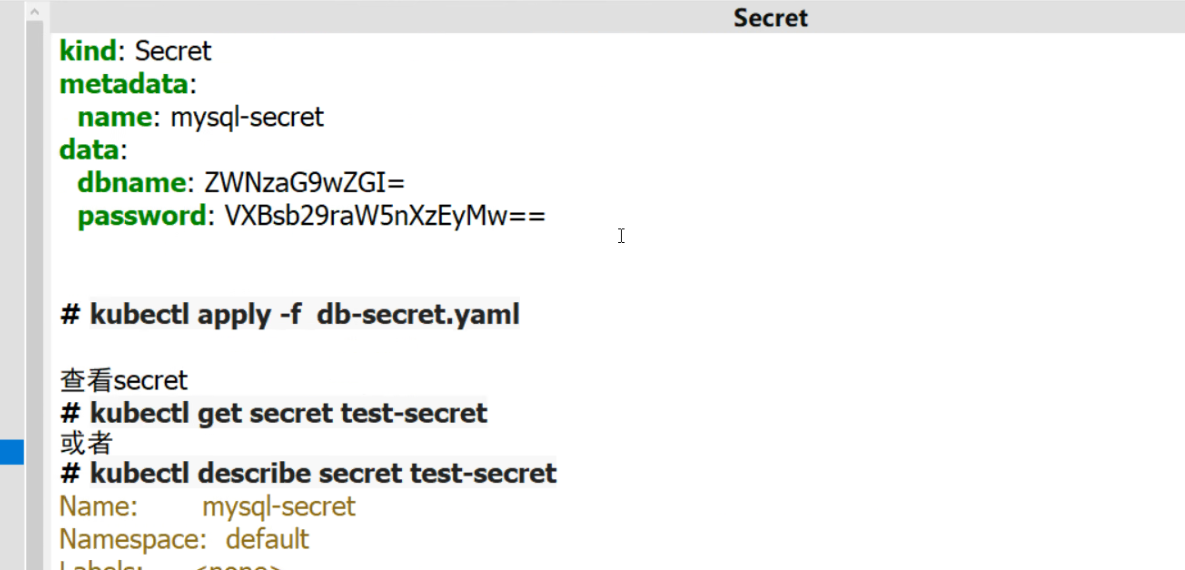 Secret
kind: Secret
metadata:
  name: mysql-secret
data:
  dbname: ZWNzaG9wZGI=
  password: VXBsb29raW5nXzEyMw==
# kubectl apply -f  db-secret.yaml
查看secret
# kubectl get secret test-secret
或者
# kubectl describe secret test-secret
Name:         mysql-secret
Namespace:  default
Labels:       <none>